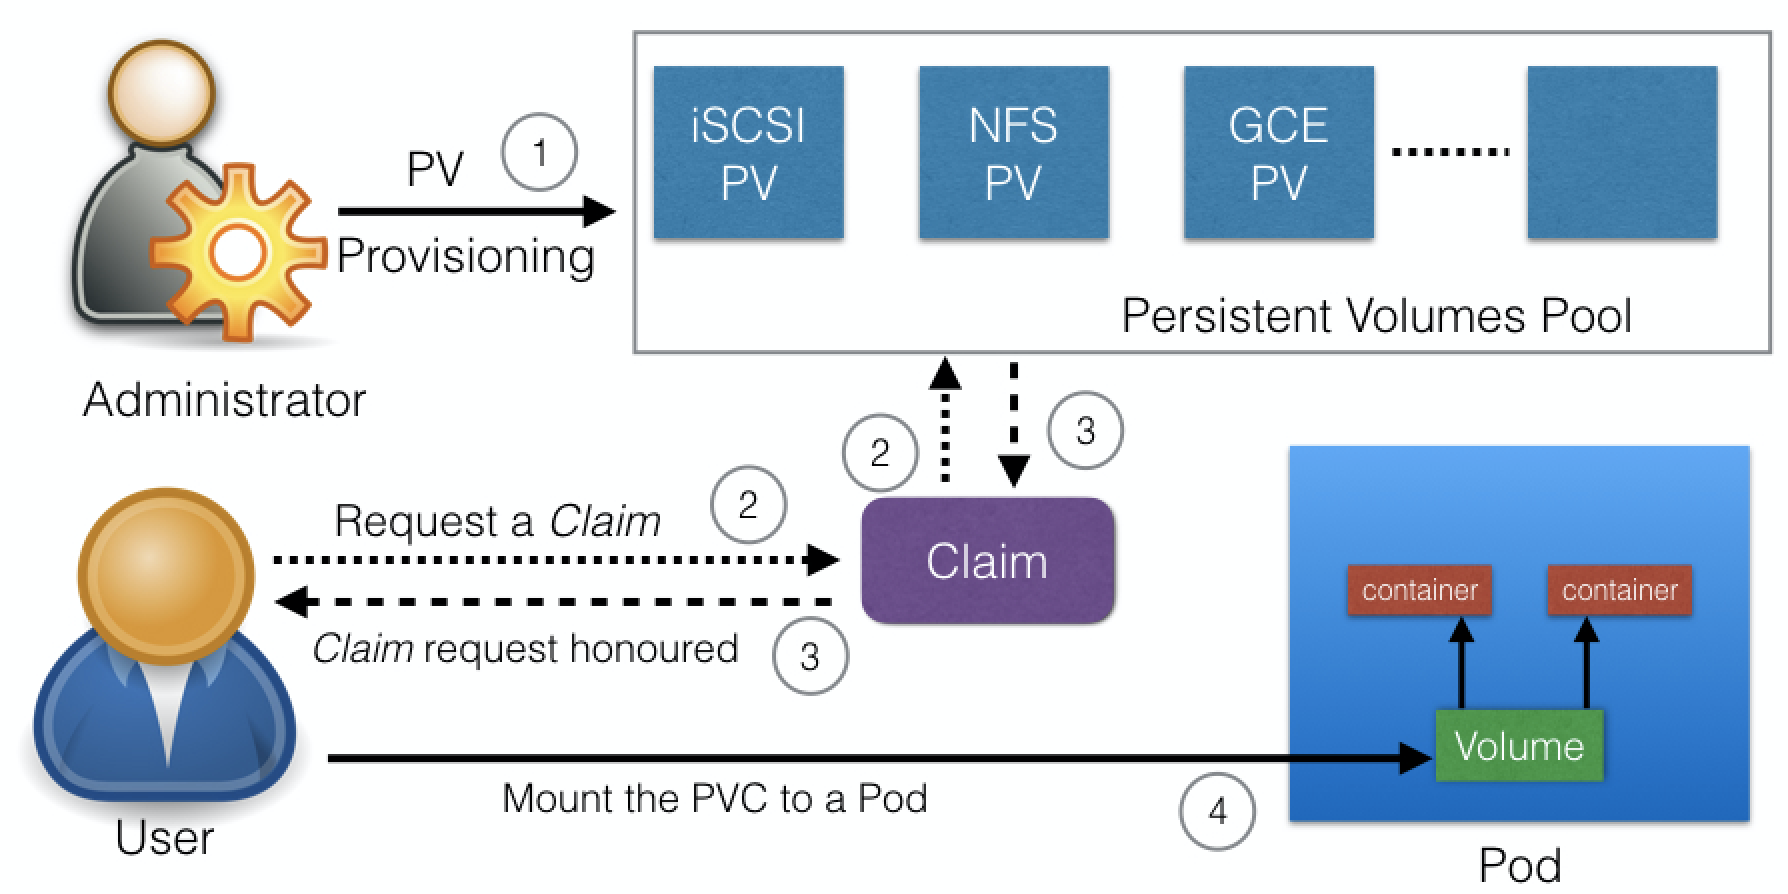 iSCSI
PV
NFS
PV
GCE
PV
PV
1
Provisioning
Persistent Volumes Pool
Administrator
2
3
Request a Claim
2
Claim
Claim request honoured
3
container
container
Volume
Mount the PVC to a Pod
4
User
Pod